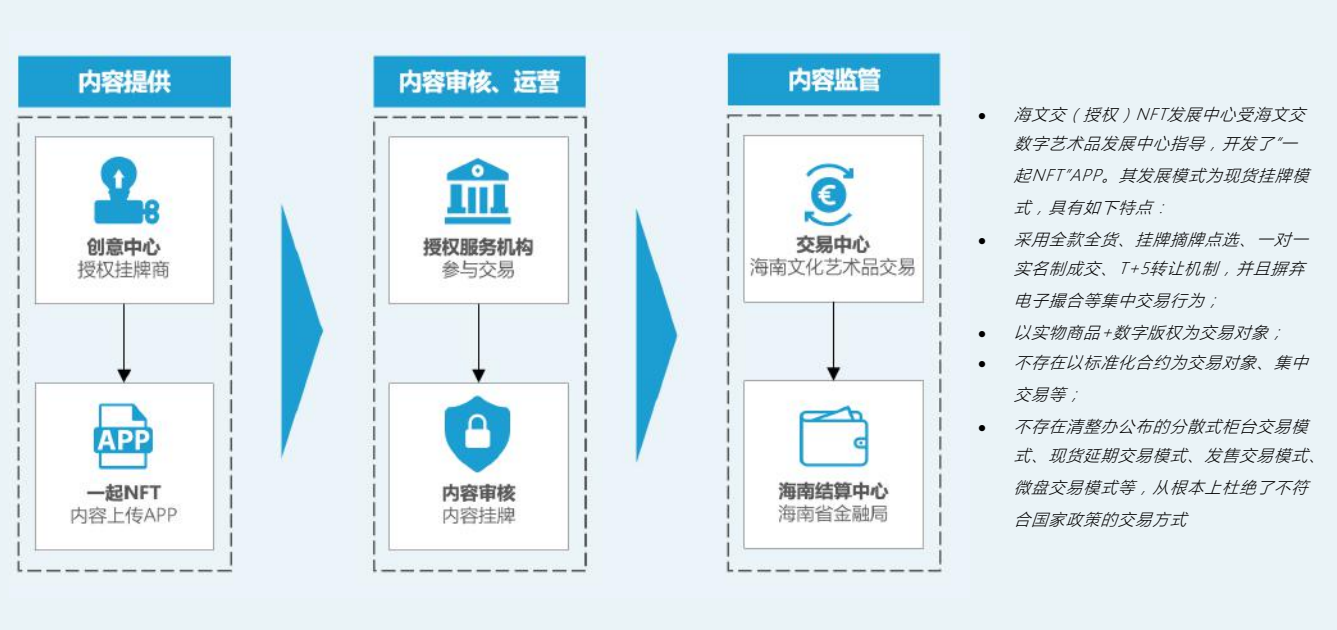 内容提供
创意中心
授权挂牌商
APP
一起NFT
内容上传APP
内容审核、运营
授权服务机构
参与交易
内容审核
内容挂牌
内容监管
交易中心
海南文化艺术品交易
海南结算中心
海南省金融局
• 海文交（授权）NFT发展中心受海文交
数字艺术品发展中心指导，开发了“一
起NFT”APP。其发展模式为现货挂牌模
式，具有如下特点：
• 采用全款全货、挂牌摘牌点选、一对一
实名制成交、T+5转让机制，并且摒弃
电子撮合等集中交易行为；
• 以实物商品+数字版权为交易对象；
• 不存在以标准化合约为交易对象、集中
交易等；
• 不存在清整办公布的分散式柜台交易模
式、现货延期交易模式、发售交易模式、
微盘交易模式等，从根本上杜绝了不符
合国家政策的交易方式